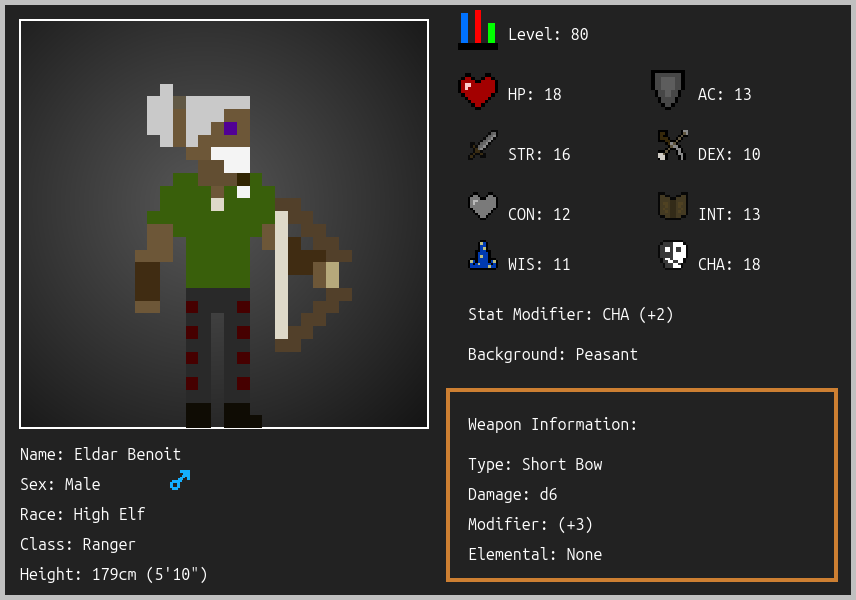 Level: 80
HP: 18
AC: 13
STR: 16
DEX: 10
CON: 12
INT: 13
WIS: 11
CHA: 18
Stat Modifier: CHA (+2)
Background: Peasant
Weapon Information:
Type: Short Bow
Damage: d6
Modifier: (+3)
Elemental: None
Name: Eldar Benoit
Sex: Male
Race: High Elf
Class: Ranger
Height: 179cm (5'10")